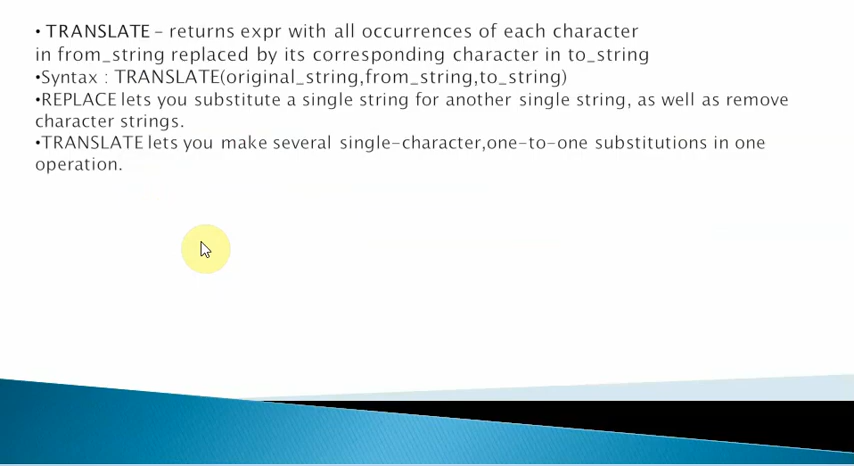 • TRANSLATE – returns expr with all occurrences of each character
in from_string replaced by its corresponding character in to_string
•Syntax : TRANSLATE(original_string,from_string,to_string)
•REPLACE lets you substitute a single string for another single string, as well as remove
character strings.
•TRANSLATE lets you make several single-character,one-to-one substitutions in one
operation.